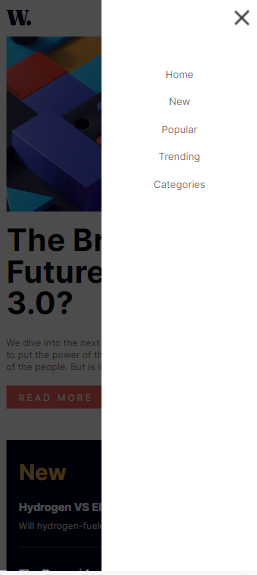 W.
Home
New
Popular
Trending
Categories
The Br
Future
3.0?
We dive into the next
to put the power of th
of the people. But is i
READ MORE
New
Hydrogen VS El
Will hydrogen-fuel